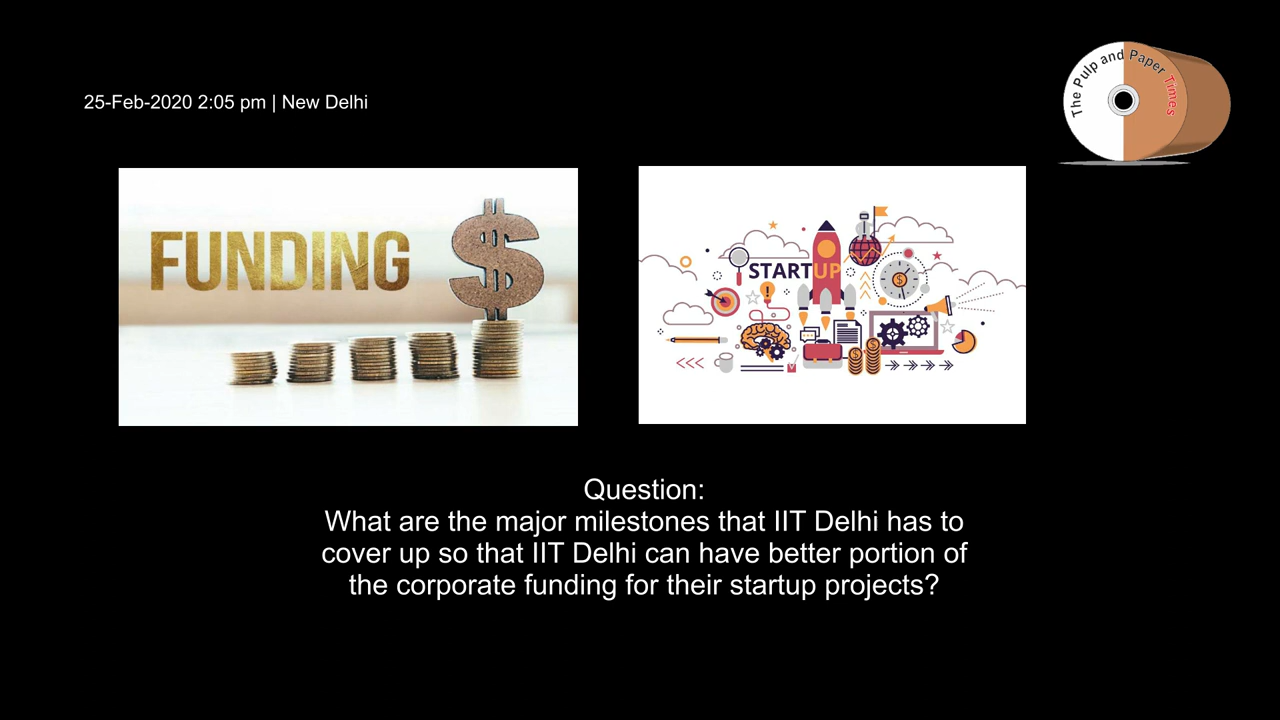 The Pulp and Paper Times
25-Feb-2020 2:05 pm | New Delhi
FUNDING $
STARTUP
Question:
What are the major milestones that IIT Delhi has to
cover up so that IIT Delhi can have better portion of
the corporate funding for their startup projects?